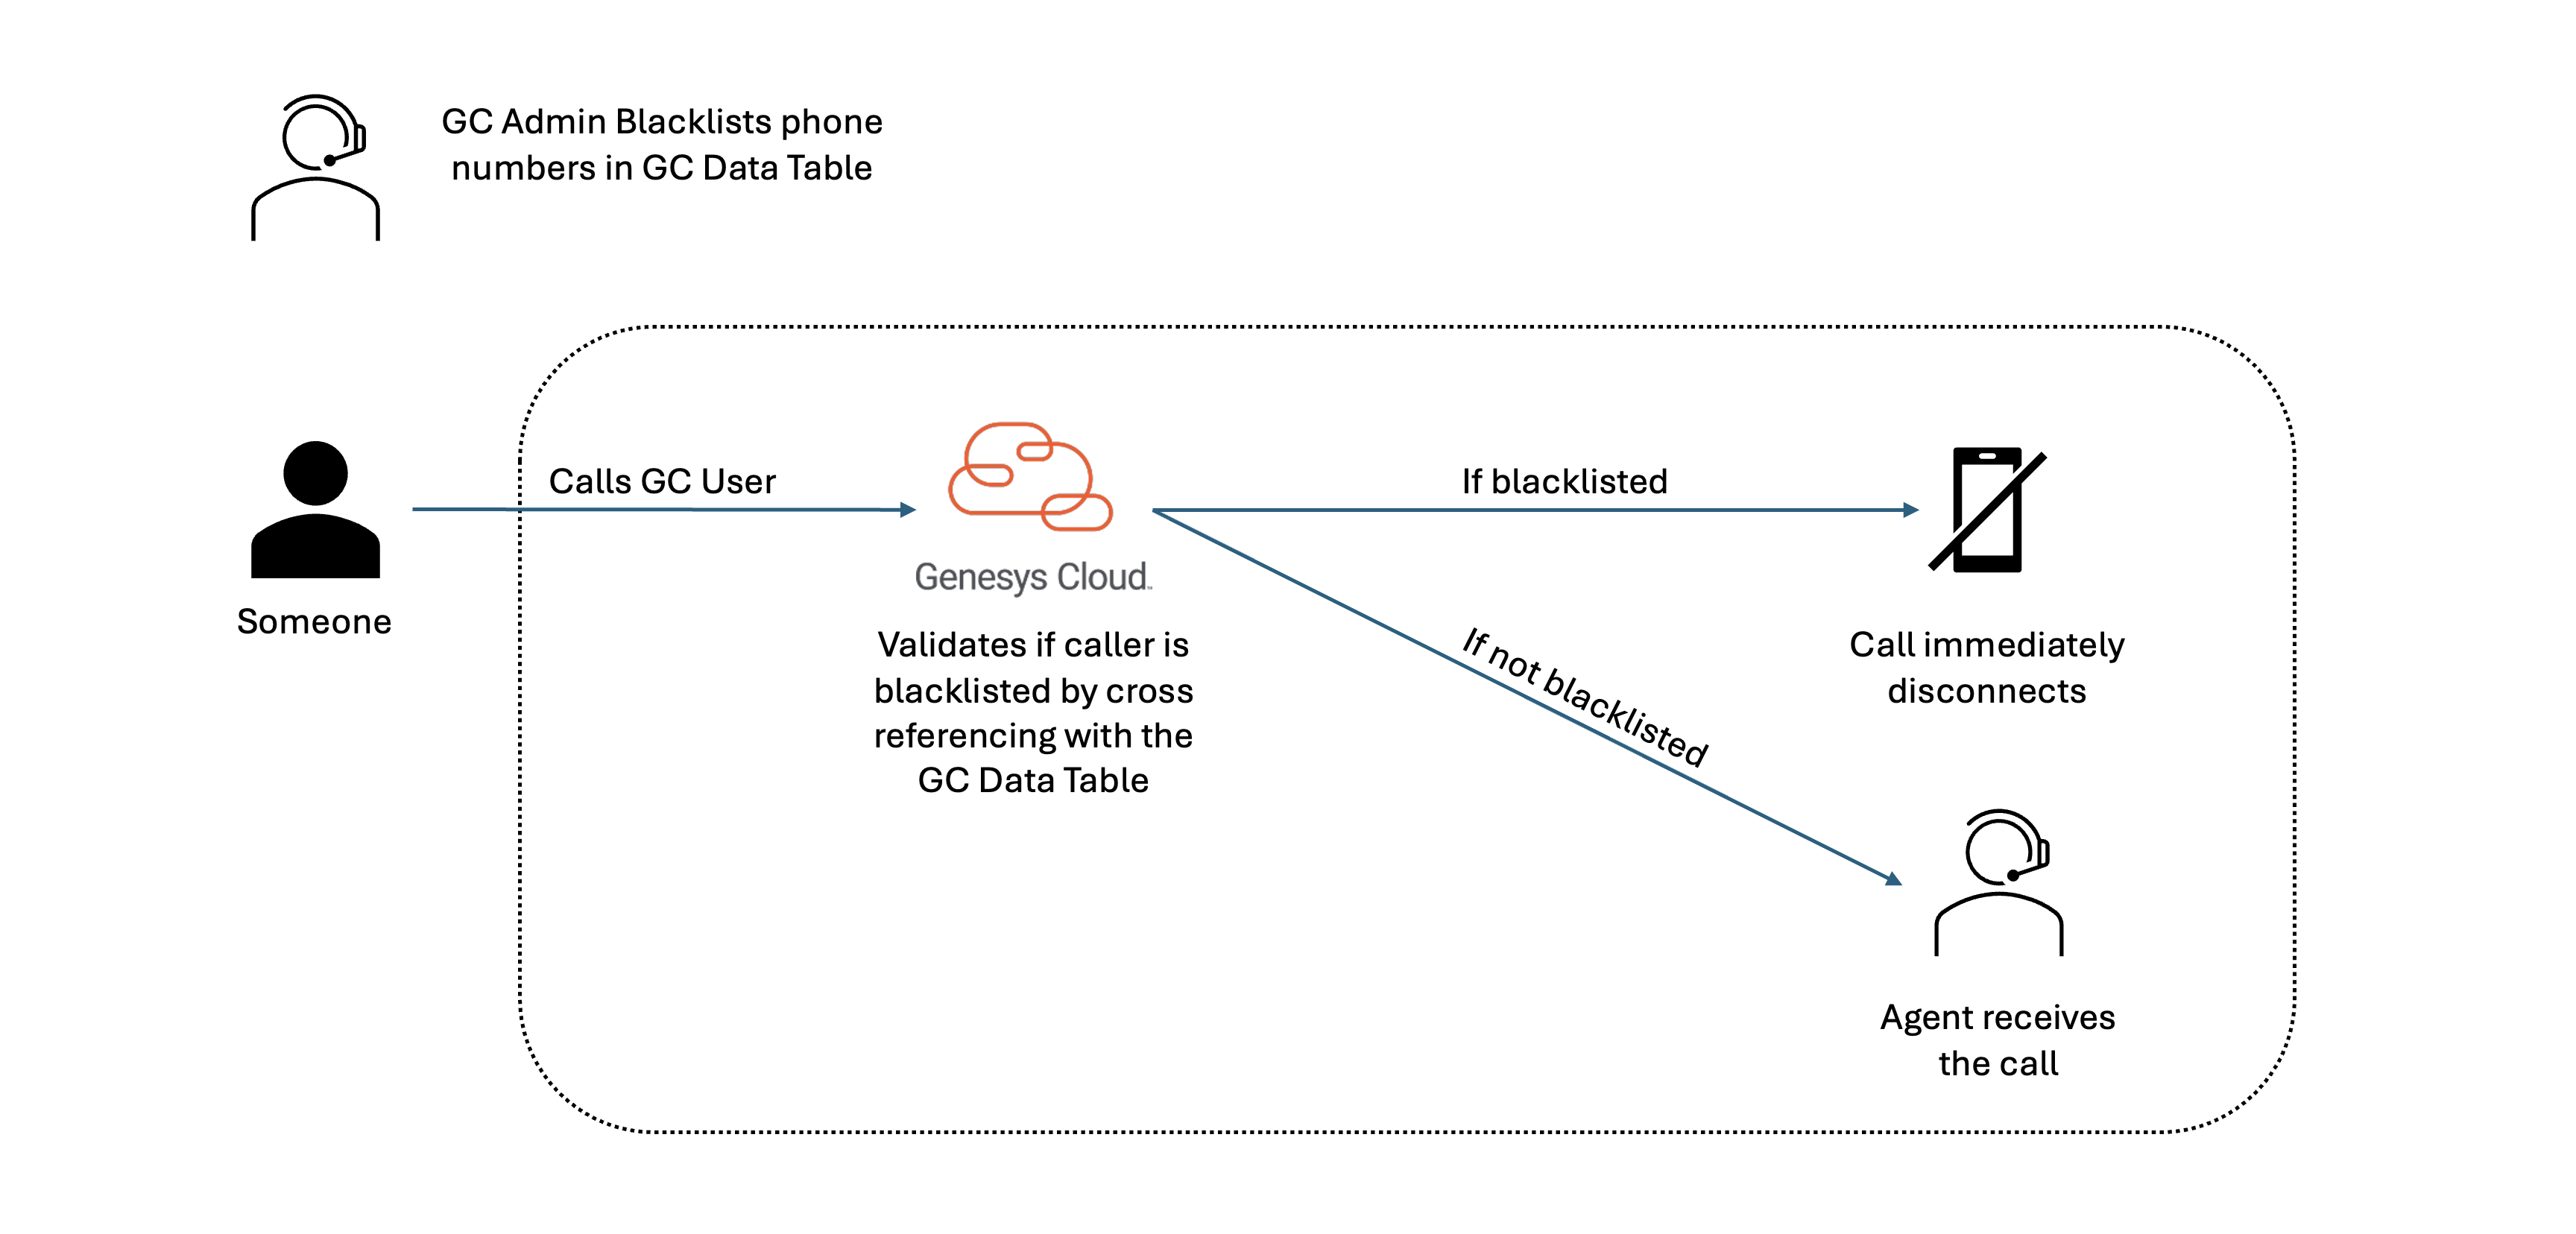 GC Admin Blacklists phone
numbers in GC Data Table
Someone
Calls GC User
Genesys Cloud™
Validates if caller is
blacklisted by cross
referencing with the
GC Data Table
If blacklisted
If not blacklisted
Call immediately
disconnects
Agent receives
the call